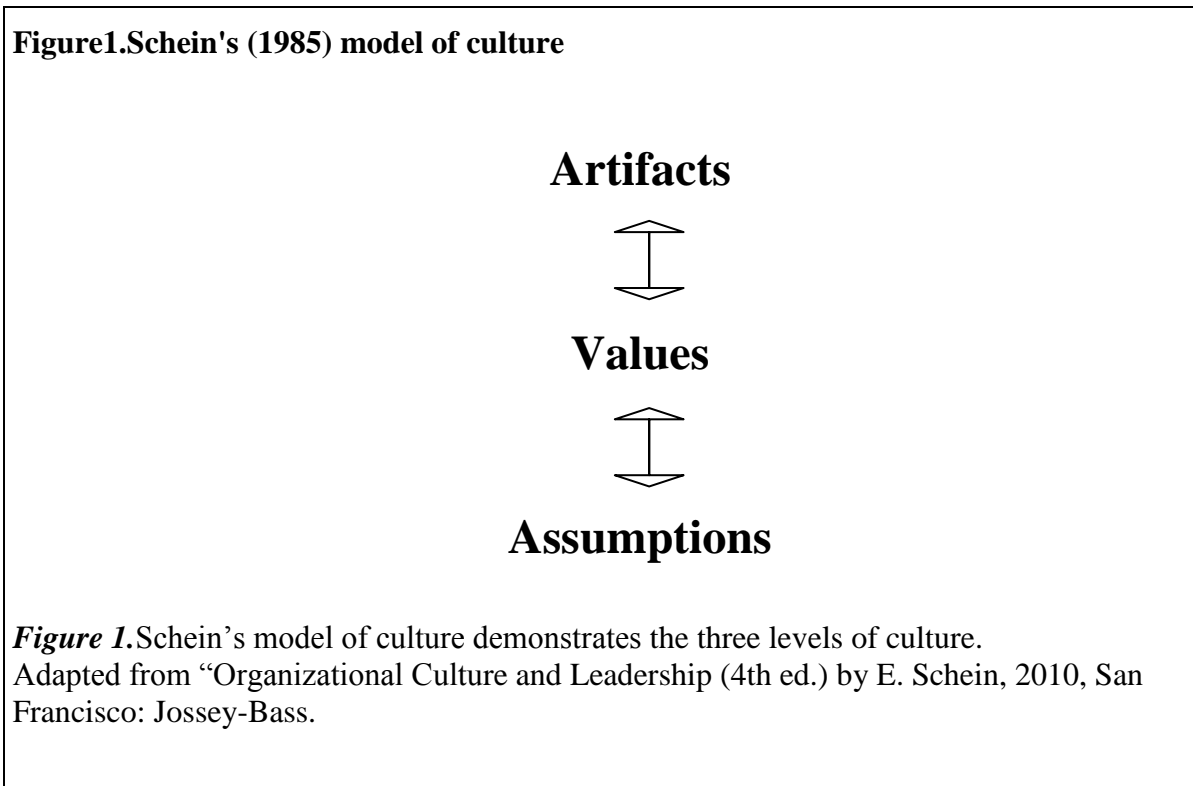 Figure1.Schein's (1985) model of culture
Artifacts
Values
Assumptions
Figure 1.Schein’s model of culture demonstrates the three levels of culture.
Adapted from “Organizational Culture and Leadership (4th ed.) by E. Schein, 2010, San
Francisco: Jossey-Bass.